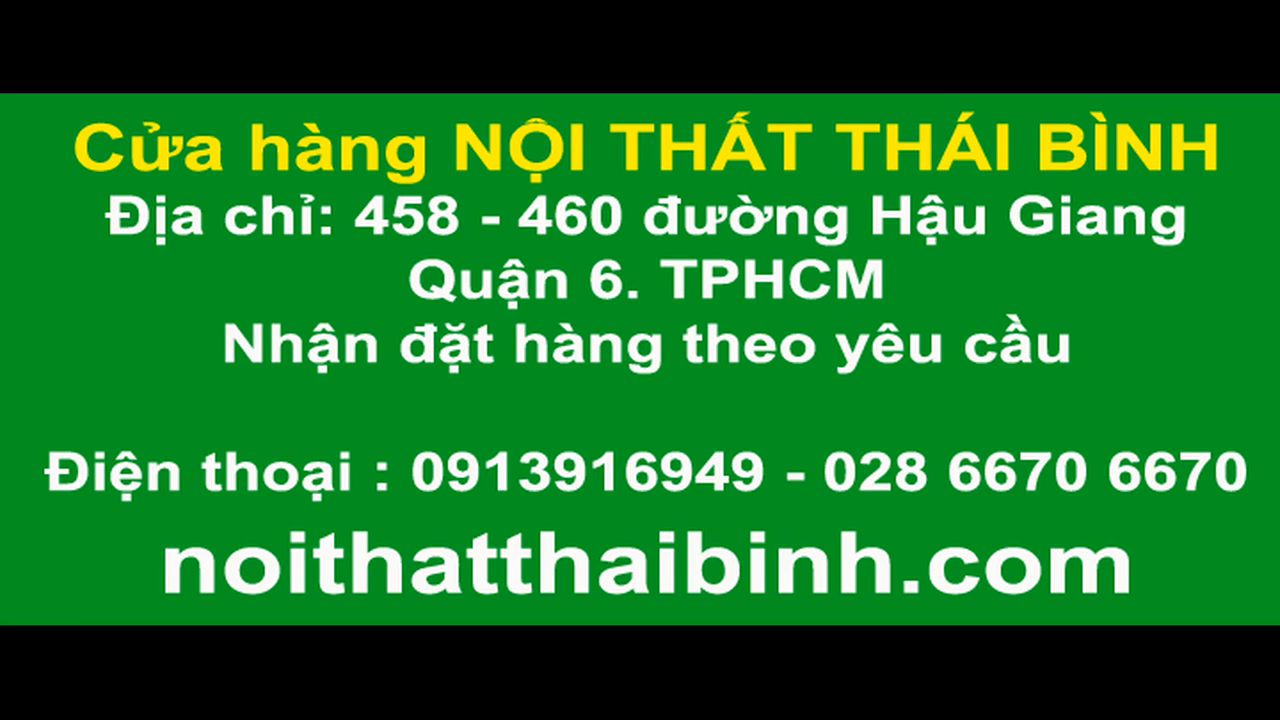 Cửa hàng NỘI THẤT THÁI BÌNH
Địa chỉ: 458 - 460 đường Hậu Giang
Quận 6. TPHCM
Nhận đặt hàng theo yêu cầu
Điện thoại : 0913916949 - 028 6670 6670
noithatthaibinh.com